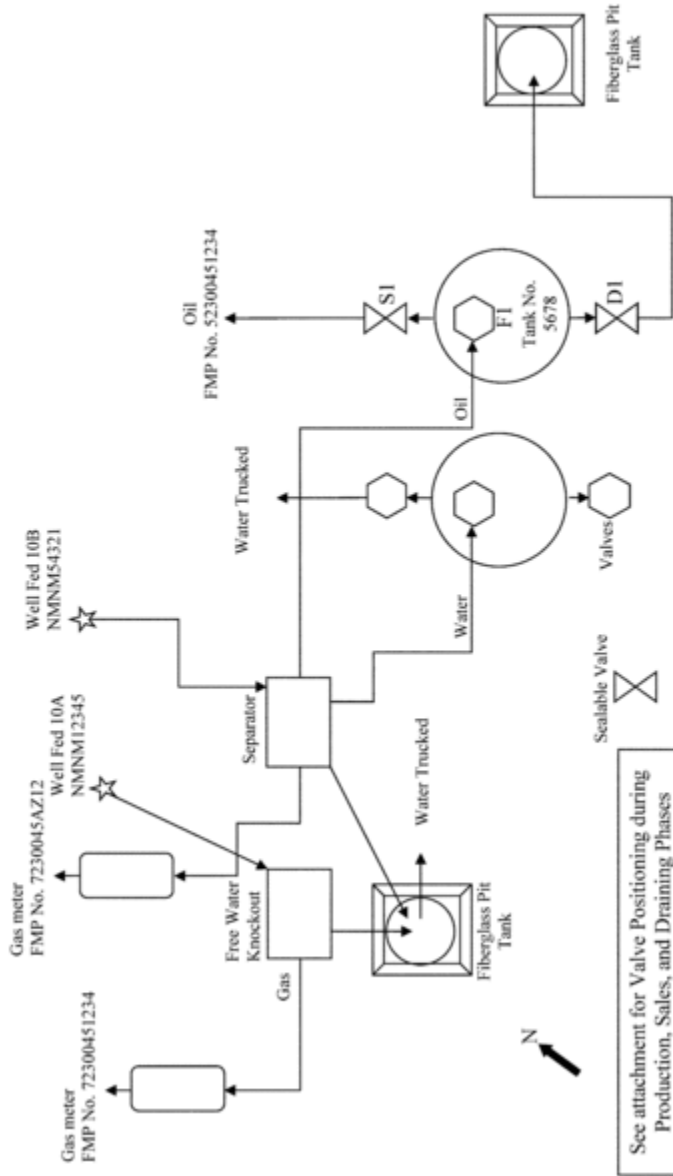 Gas meter
FMP No. 72300451234
Gas meter
FMP No. 7230045AZ12
Well Fed 10A
NMNM12345
Well Fed 10B
NMNM54321
Free Water
Knockout
Gas
Separator
Water Trucked
Oil
FMP No. 52300451234
S1
Oil
F1
Tank No.
5678
D1
Water
Valves
Water Trucked
Fiberglass Pit
Tank
Fiberglass Pit
Tank
N
Sealable Valve
See attachment for Valve Positioning during
Production, Sales, and Draining Phases